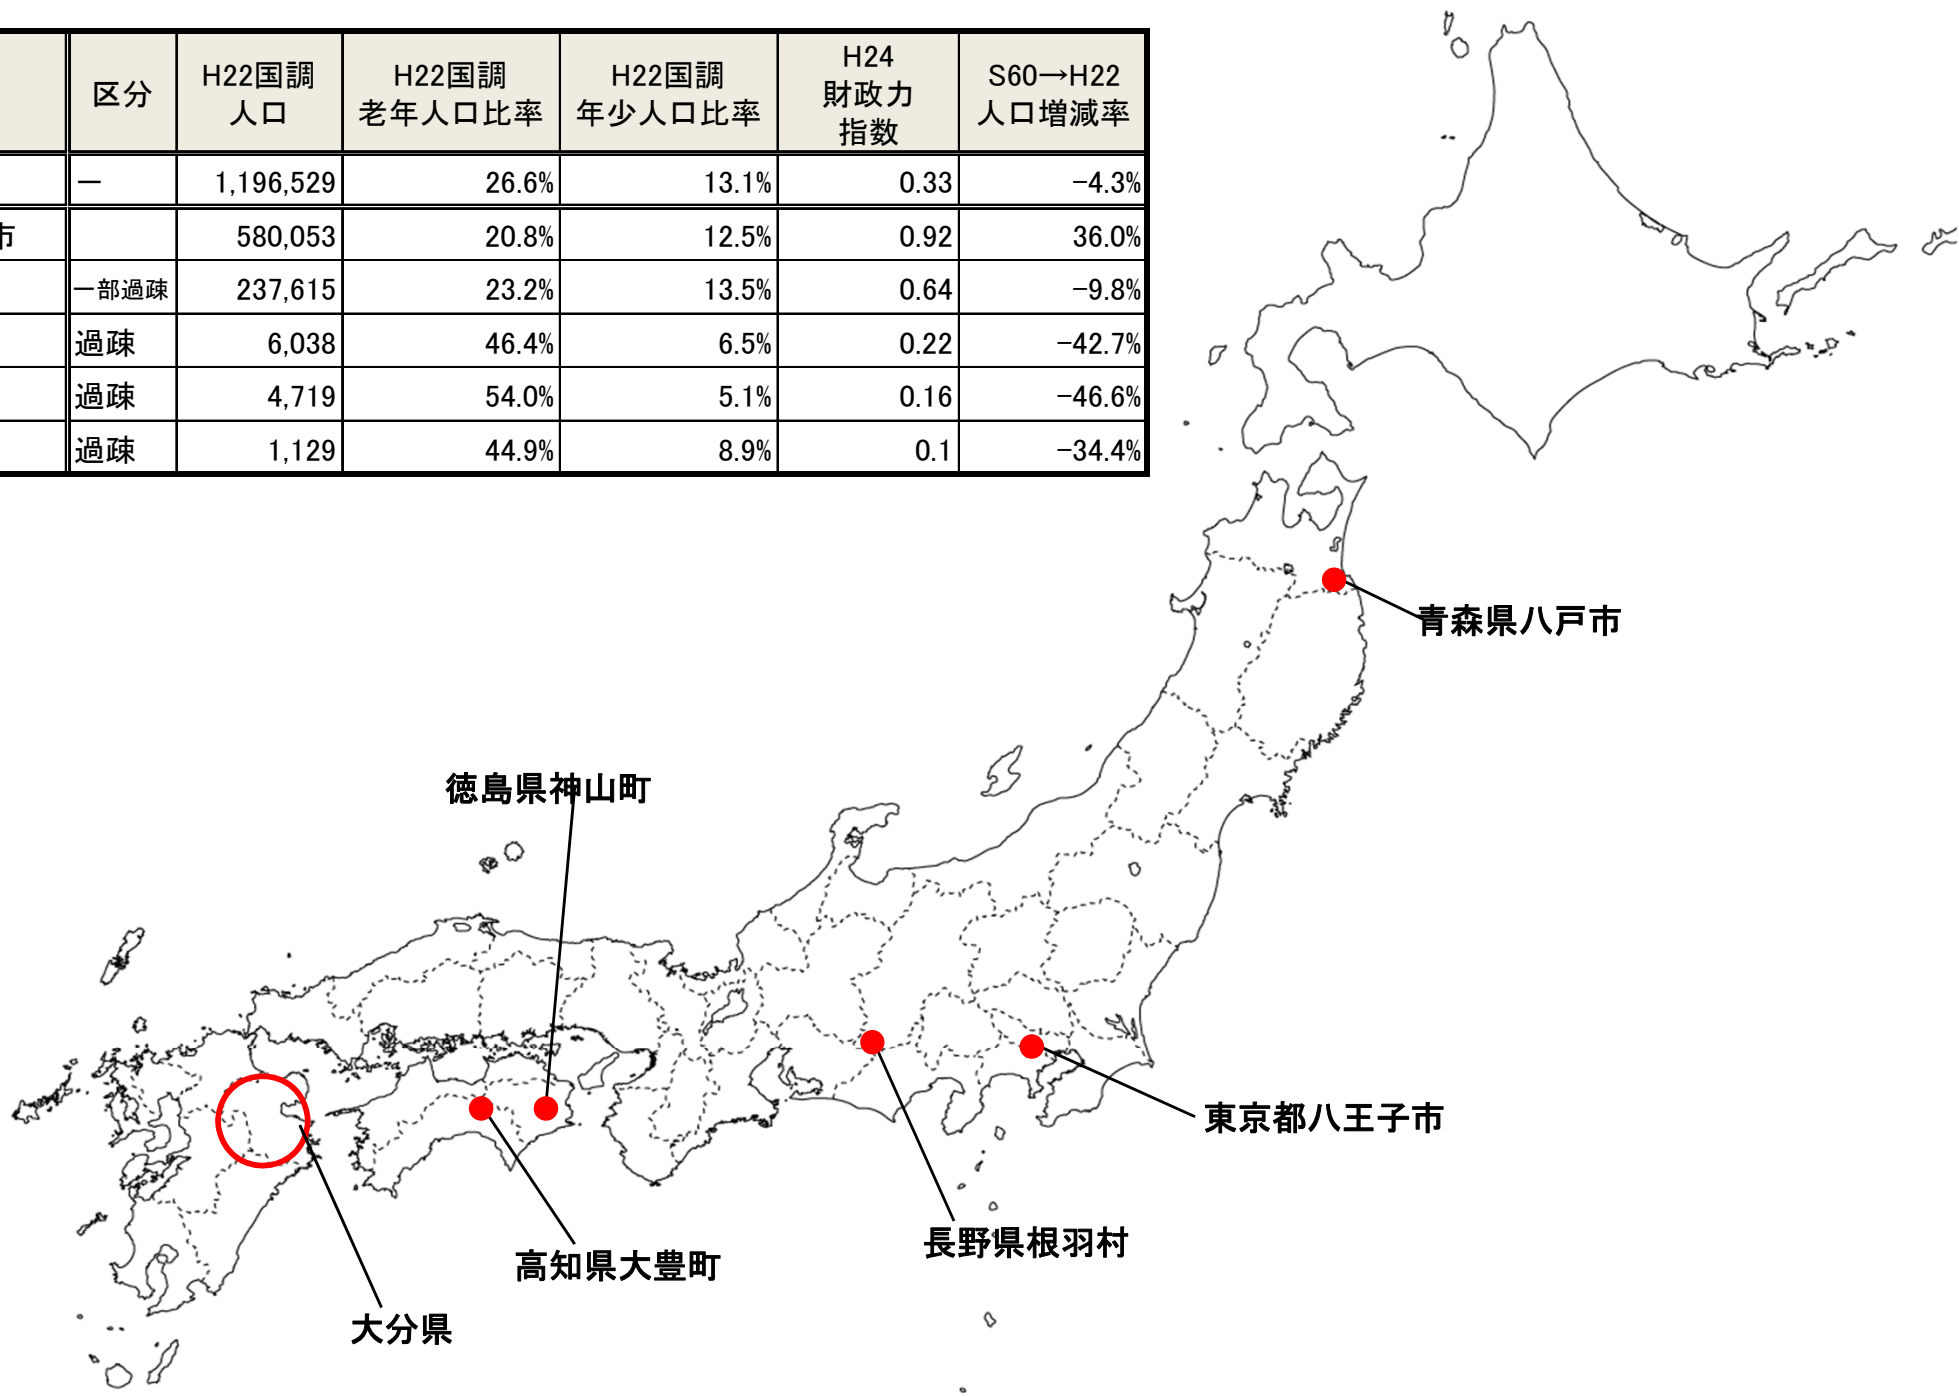 区分 H22国調人口 H22国調老年人口比率 H22国調年少人口比率 H24財政力指数 S60→H22人口増減率
ー 1,196,529 26.6% 13.1% 0.33 −4.3%
市 580,053 20.8% 12.5% 0.92 36.0%
一部過疎 237,615 23.2% 13.5% 0.64 −9.8%
過疎 6,038 46.4% 6.5% 0.22 −42.7%
過疎 4,719 54.0% 5.1% 0.16 −46.6%
過疎 1,129 44.9% 8.9% 0.1 −34.4%
青森県八戸市
徳島県神山町
東京都八王子市
長野県根羽村
高知県大豊町
大分県